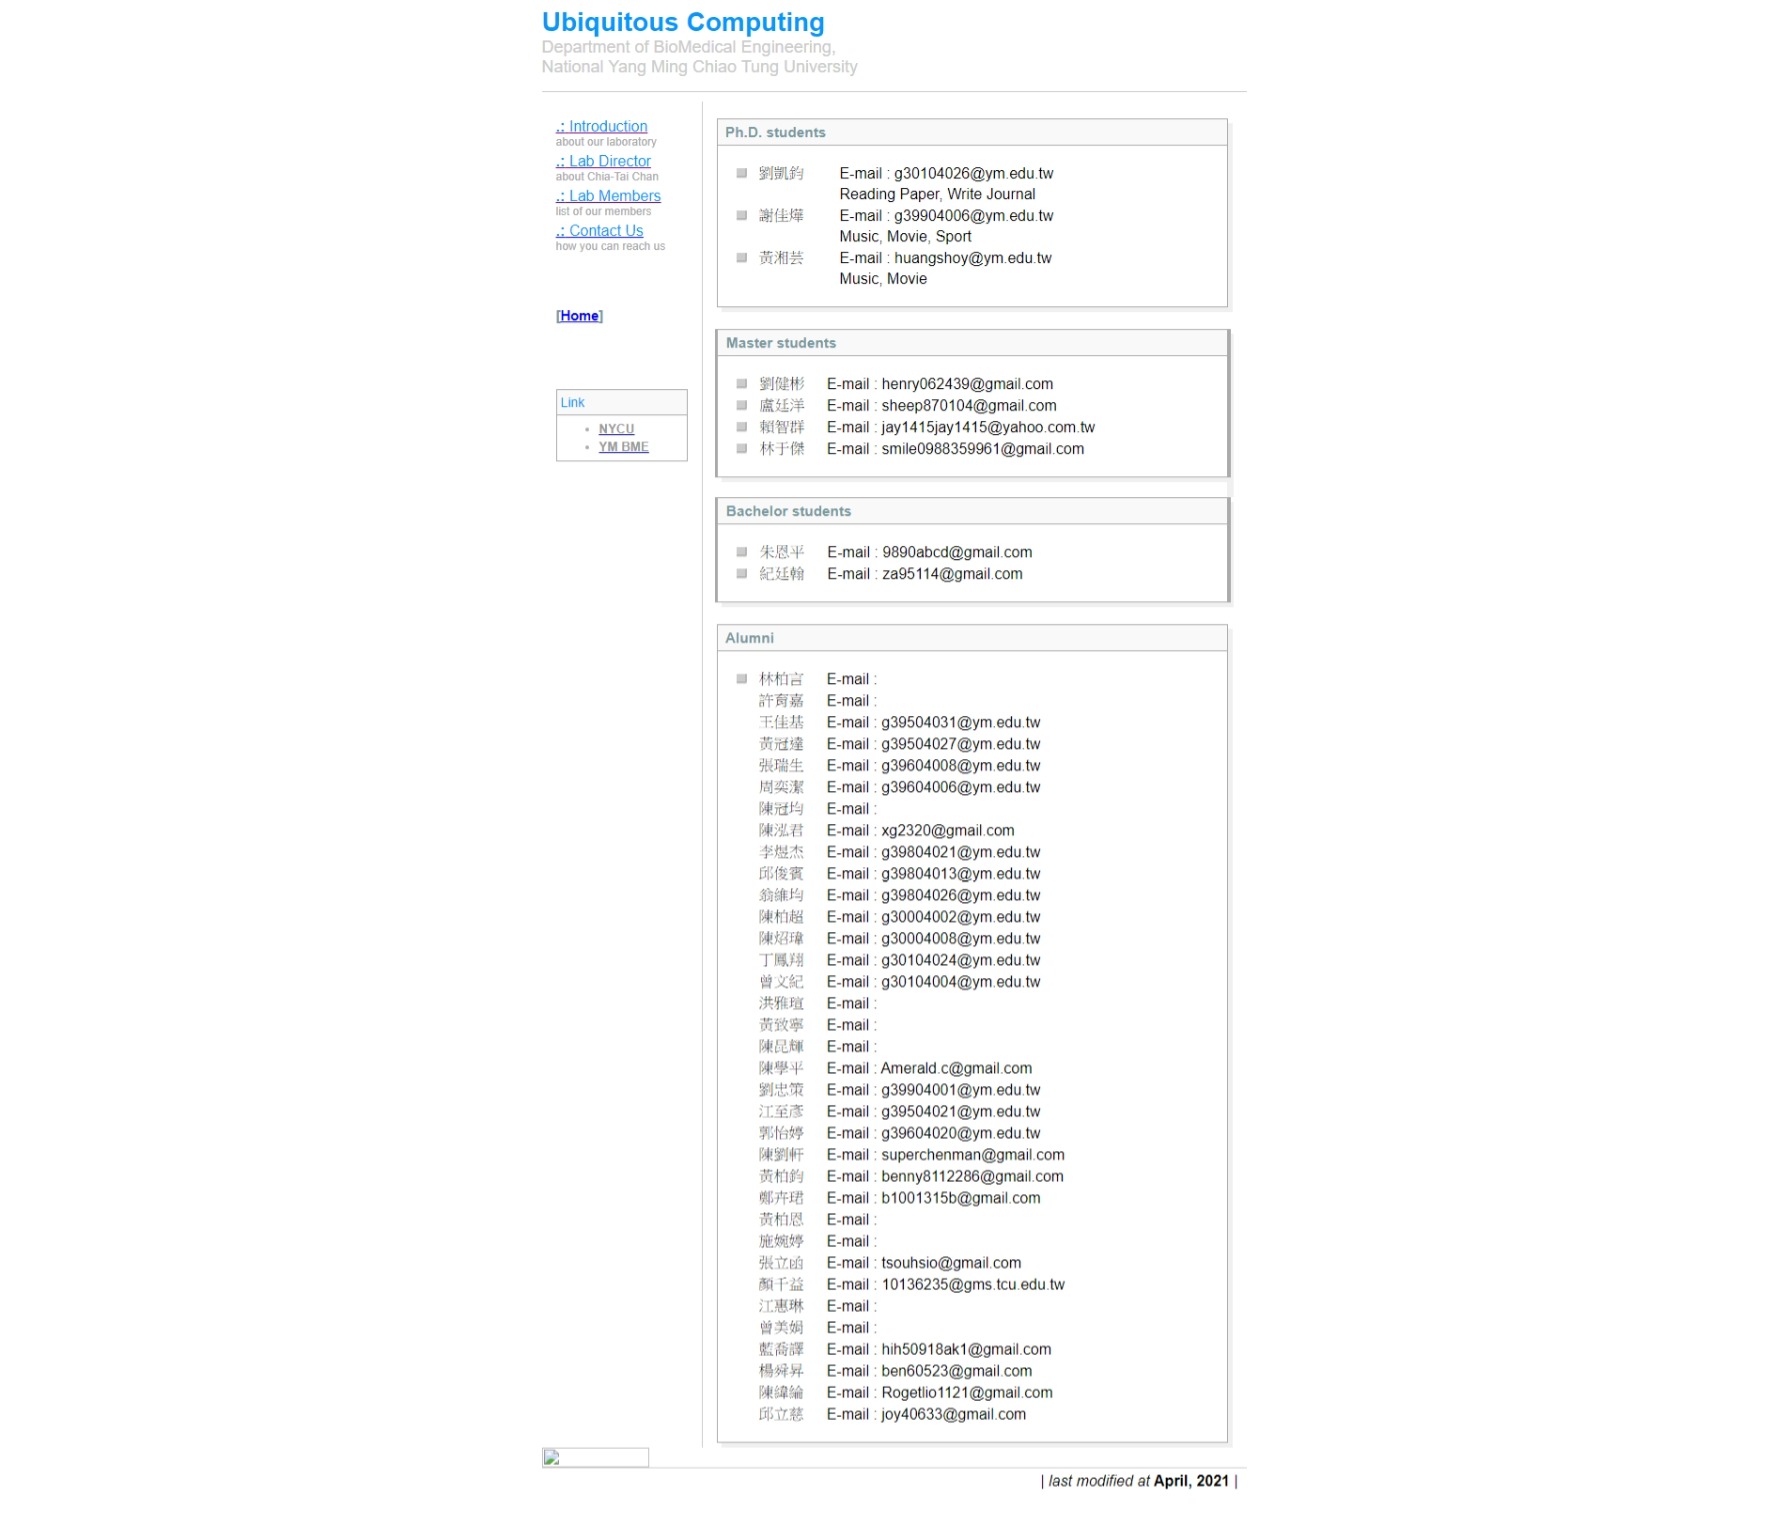 Ubiquitous Computing
Department of BioMedical Engineering,
National Yang Ming Chiao Tung University
.: Introduction
about our laboratory
.: Lab Director
about Chia-Tai Chan
.: Lab Members
list of our members
.: Contact Us
how you can reach us
[Home]
Link
• NYCU
• YM BME
Ph.D. students
劉凱鈞 E-mail : g30104026@ym.edu.tw
Reading Paper, Write Journal
謝佳燁 E-mail : g39904006@ym.edu.tw
Music, Movie, Sport
黃湘芸 E-mail : huangshoy@ym.edu.tw
Music, Movie
Master students
劉健彬 E-mail : henry062439@gmail.com
盧廷洋 E-mail : sheep870104@gmail.com
賴智群 E-mail : jay1415jay1415@yahoo.com.tw
林于傑 E-mail : smile0988359961@gmail.com
Bachelor students
朱恩平 E-mail : 9890abcd@gmail.com
紀廷翰 E-mail : za95114@gmail.com
Alumni
林柏言 E-mail :
許育嘉 E-mail :
王佳基 E-mail : g39504031@ym.edu.tw
黃冠達 E-mail : g39504027@ym.edu.tw
張瑞生 E-mail : g39604008@ym.edu.tw
周奕潔 E-mail : g39604006@ym.edu.tw
陳冠均 E-mail :
陳泓君 E-mail : xg2320@gmail.com
李煜杰 E-mail : g39804021@ym.edu.tw
邱俊賓 E-mail : g39804013@ym.edu.tw
翁維均 E-mail : g39804026@ym.edu.tw
陳柏超 E-mail : g30004002@ym.edu.tw
陳炤瑋 E-mail : g30004008@ym.edu.tw
丁鳳翔 E-mail : g30104024@ym.edu.tw
曾文紀 E-mail : g30104004@ym.edu.tw
洪雅瑄 E-mail :
黃致寧 E-mail :
陳昆輝 E-mail :
陳學平 E-mail : Amerald.c@gmail.com
劉忠策 E-mail : g39904001@ym.edu.tw
江至彥 E-mail : g39504021@ym.edu.tw
郭怡婷 E-mail : g39604020@ym.edu.tw
陳劉軒 E-mail : superchenman@gmail.com
黃柏鈞 E-mail : benny8112286@gmail.com
鄭卉珺 E-mail : b1001315b@gmail.com
黃柏恩 E-mail :
施婉婷 E-mail :
張立函 E-mail : tsouhsio@gmail.com
顏千益 E-mail : 10136235@gms.tcu.edu.tw
江惠琳 E-mail :
曾美娟 E-mail :
藍喬譯 E-mail : hih50918ak1@gmail.com
楊舜昇 E-mail : ben60523@gmail.com
陳緯綸 E-mail : Rogetlio1121@gmail.com
邱立慈 E-mail : joy40633@gmail.com
| last modified at April, 2021 |